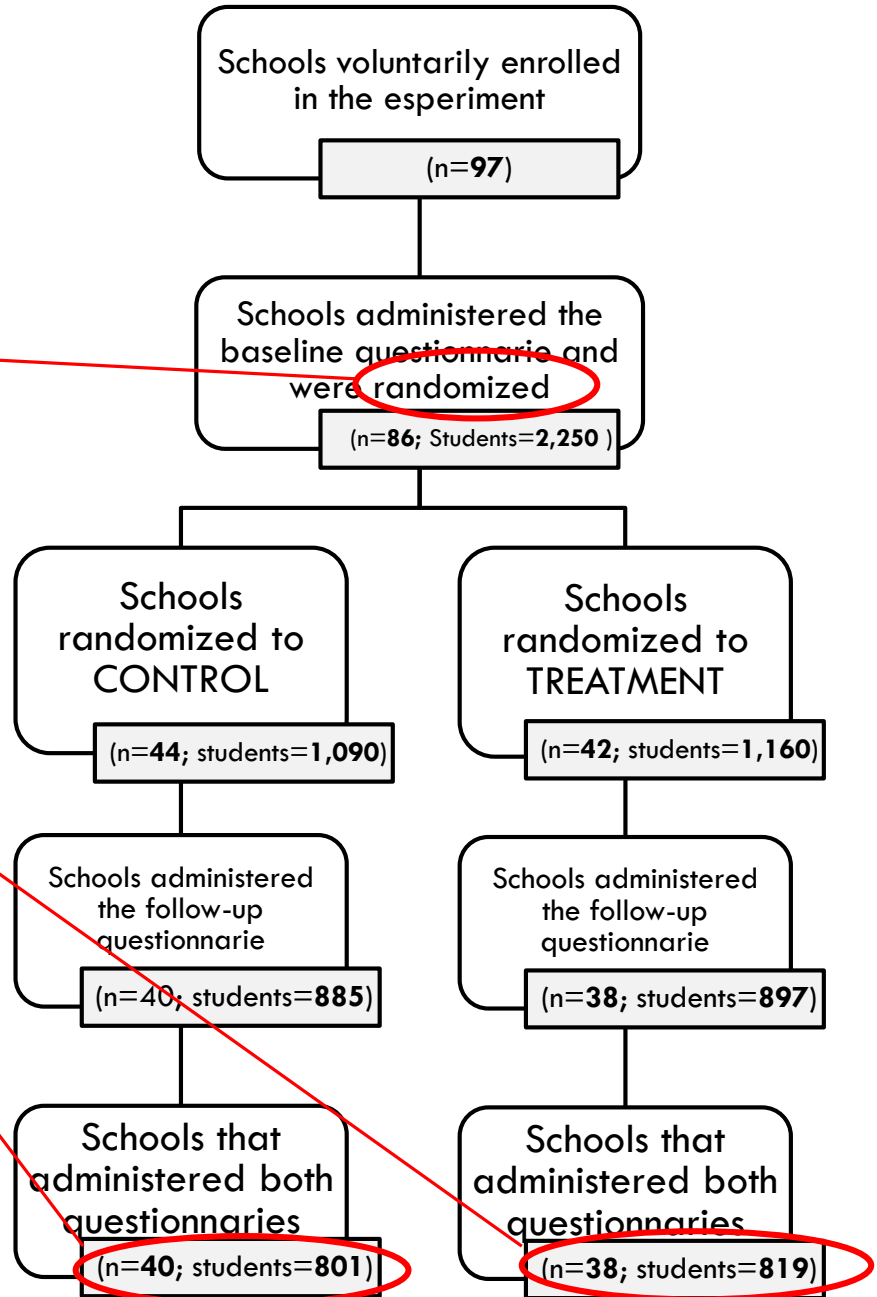 Schools voluntarily enrolled
in the esperiment
(n=97)
Schools administered the
baseline questionnarie and
were randomized
(n=86; Students=2,250 )
Schools
randomized to
CONTROL
(n=44; students=1,090)
Schools
randomized to
TREATMENT
(n=42; students=1,160)
Schools administered
the follow-up
questionnarie
(n=40; students=885)
Schools administered
the follow-up
questionnarie
(n=38; students=897)
Schools that
administered both
questionnaries
(n=40; students=801)
Schools that
administered both
questionnaries
(n=38; students=819)